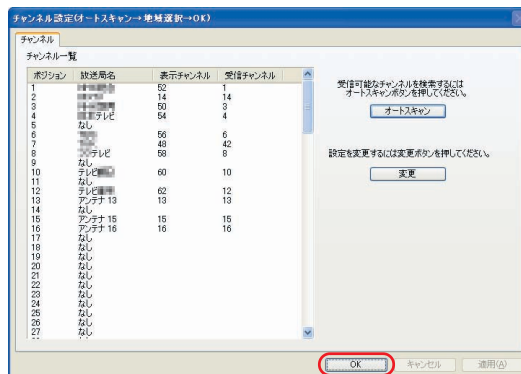 チャンネル設定(オートスキャン→地域選択→OK)
チャンネル
チャンネル一覧
ポジション 放送局名 表示チャンネル 受信チャンネル
1 52 1
2 14 14
3 50 3
4 テレビ 54 4
5 なし
6 56 6
7 48 42
8 テレビ 58 8
9 なし
10 テレビ 60 10
11 なし
12 テレビ 62 12
13 アンテナ 13 13 13
14 なし
15 アンテナ 15 15 15
16 アンテナ 16 16 16
17 なし
18 なし
19 なし
20 なし
21 なし
22 なし
23 なし
24 なし
25 なし
26 なし
27 なし
受信可能なチャンネルを検索するには
オートスキャンボタンを押してください。
オートスキャン
設定を変更するには変更ボタンを押してください。
変更
OK キャンセル 適用(A)